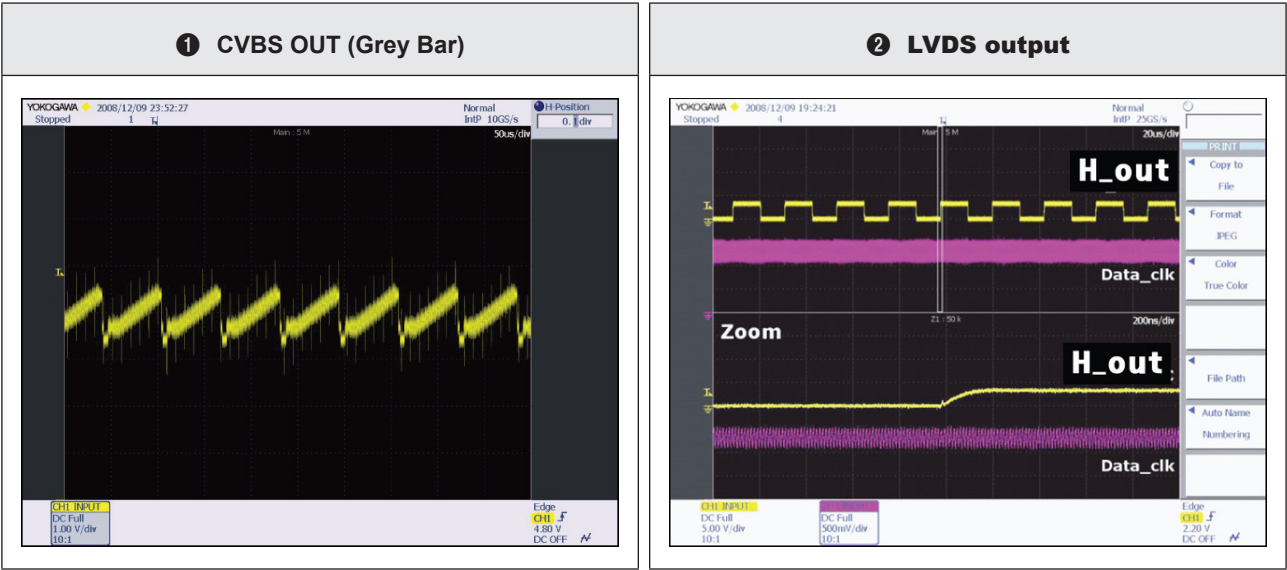 ❶ CVBS OUT (Grey Bar)
❷ LVDS output
YOKOGAWA 2008/12/09 23:52:27
Normal
Stopped 1
IntP 10GS/s
H-Position
0.1div
Main : 5 M
50us/div
CH1 INPUT
DC Full
1.00 V/div
10:1
Edge
CH1
4.80 V
DC OFF
YOKOGAWA 2008/12/09 19:24:21
Normal
Stopped 4
IntP 25GS/s
Main : 5 M
20us/div
H_out
Data_clk
Z1 : 50 k
200ns/div
Zoom
H_out
Data_clk
PRINT
Copy to
File
Format
JPEG
Color
True Color
File Path
Auto Name
Numbering
CH1 INPUT
DC Full
5.00 V/div
10:1
DC Full
500mV/div
10:1
Edge
CH1
2.20 V
DC OFF